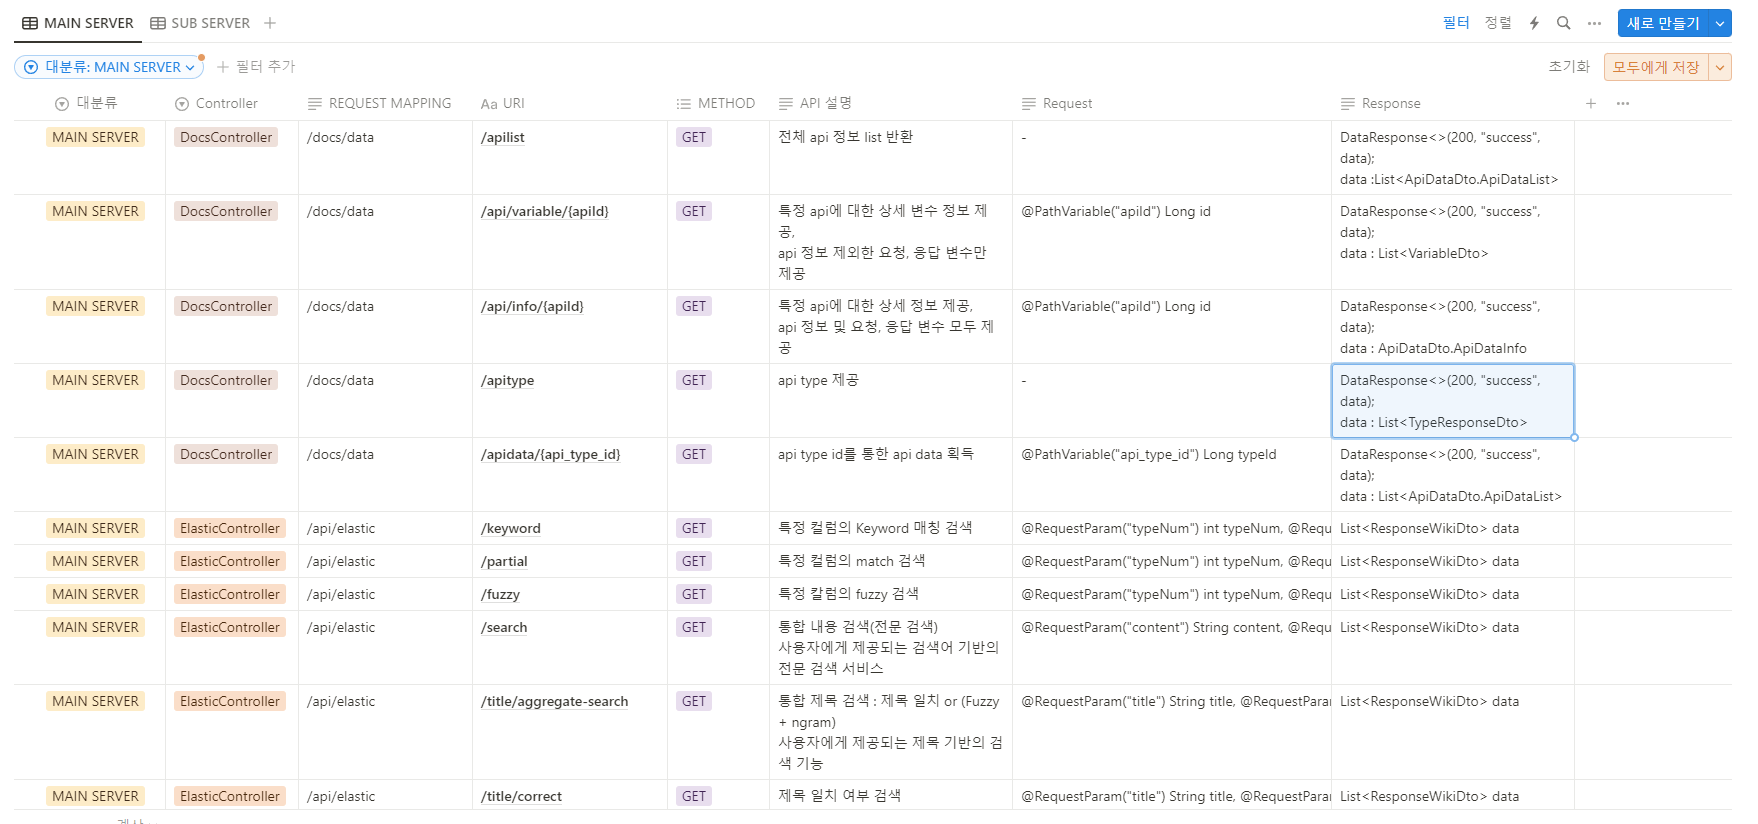 MAIN SERVER SUB SERVER
필터 정렬 새로 만들기
대분류: MAIN SERVER 필터 추가 초기화 모두에게 저장
대분류 Controller REQUEST MAPPING Aa URI METHOD API 설명 Request Response
MAIN SERVER DocsController /docs/data /apilist GET 전체 api 정보 list 반환 - DataResponse<>(200, "success",
data);
data :List<ApiDataDto.ApiDataList>
MAIN SERVER DocsController /docs/data /api/variable/{apiId} GET 특정 api에 대한 상세 변수 정보 제 @PathVariable("apiId") Long id DataResponse<>(200, "success",
공, data);
api 정보 제외한 요청, 응답 변수만 data : List<VariableDto>
제공
MAIN SERVER DocsController /docs/data /api/info/{apiId} GET 특정 api에 대한 상세 정보 제공, @PathVariable("apiId") Long id DataResponse<>(200, "success",
api 정보 및 요청, 응답 변수 모두 제 data);
공 data : ApiDataDto.ApiDataInfo
MAIN SERVER DocsController /docs/data /apitype GET api type 제공 - DataResponse<>(200, "success",
data);
data : List<TypeResponseDto>
MAIN SERVER DocsController /docs/data /apidata/{api_type_id} GET api type id를 통한 api data 획득 @PathVariable("api_type_id") Long typeId DataResponse<>(200, "success",
data);
data : List<ApiDataDto.ApiDataList>
MAIN SERVER ElasticController /api/elastic /keyword GET 특정 컬럼의 Keyword 매칭 검색 @RequestParam("typeNum") int typeNum, @Requ List<ResponseWikiDto> data
MAIN SERVER ElasticController /api/elastic /partial GET 특정 컬럼의 match 검색 @RequestParam("typeNum") int typeNum, @Requ List<ResponseWikiDto> data
MAIN SERVER ElasticController /api/elastic /fuzzy GET 특정 칼럼의 fuzzy 검색 @RequestParam("typeNum") int typeNum, @Requ List<ResponseWikiDto> data
MAIN SERVER ElasticController /api/elastic /search GET 통합 내용 검색(전문 검색) @RequestParam("content") String content, @Requ List<ResponseWikiDto> data
사용자에게 제공되는 검색어 기반의
전문 검색 서비스
MAIN SERVER ElasticController /api/elastic /title/aggregate-search GET 통합 제목 검색 : 제목 일치 or (Fuzzy @RequestParam("title") String title, @RequestParam List<ResponseWikiDto> data
+ ngram)
사용자에게 제공되는 제목 기반의 검
색 기능
MAIN SERVER ElasticController /api/elastic /title/correct GET 제목 일치 여부 검색 @RequestParam("title") String title, @RequestParam List<ResponseWikiDto> data